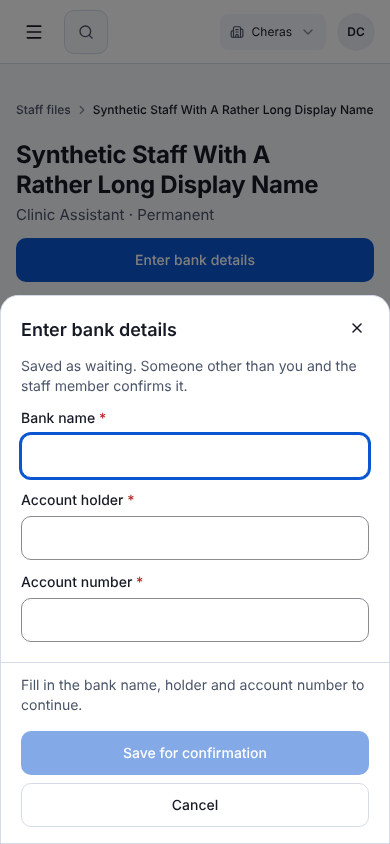 Cheras
DC
Staff files > Synthetic Staff With A Rather Long Display Name
Synthetic Staff With A
Rather Long Display Name
Clinic Assistant · Permanent
Enter bank details
Enter bank details
Saved as waiting. Someone other than you and the
staff member confirms it.
Bank name *
Account holder *
Account number *
Fill in the bank name, holder and account number to
continue.
Save for confirmation
Cancel